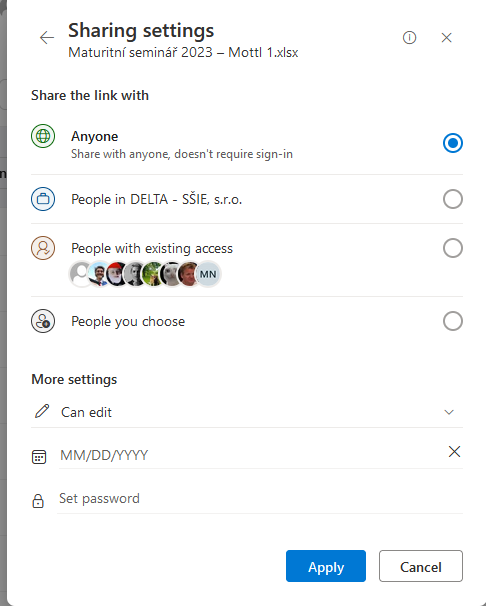 Sharing settings
Maturitní seminář 2023 – Mottl 1.xlsx
Share the link with
Anyone
Share with anyone, doesn't require sign-in
People in DELTA - SŠIE, s.r.o.
People with existing access
MN
People you choose
More settings
Can edit
MM/DD/YYYY
Set password
Apply
Cancel